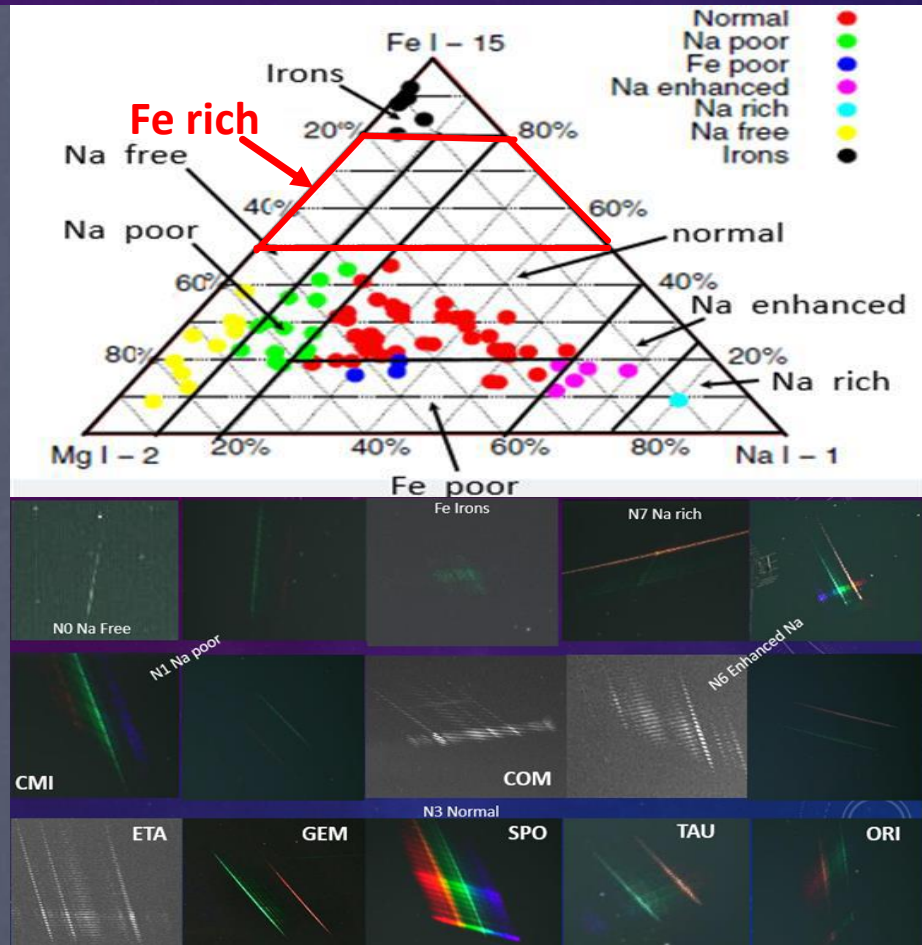 Fe I – 15
Normal
Na poor
Fe poor
Na enhanced
Na rich
Na free
Irons
Irons
Fe rich
20%
80%
Na free
40%
60%
Na poor
normal
60%
40%
Na enhanced
80%
20%
Na rich
Mg I – 2
20%
40%
60%
80%
Na I – 1
Fe poor
Fe Irons
N7 Na rich
N0 Na Free
N1 Na poor
N6 Enhanced Na
CMI
COM
N3 Normal
ETA
GEM
SPO
TAU
ORI